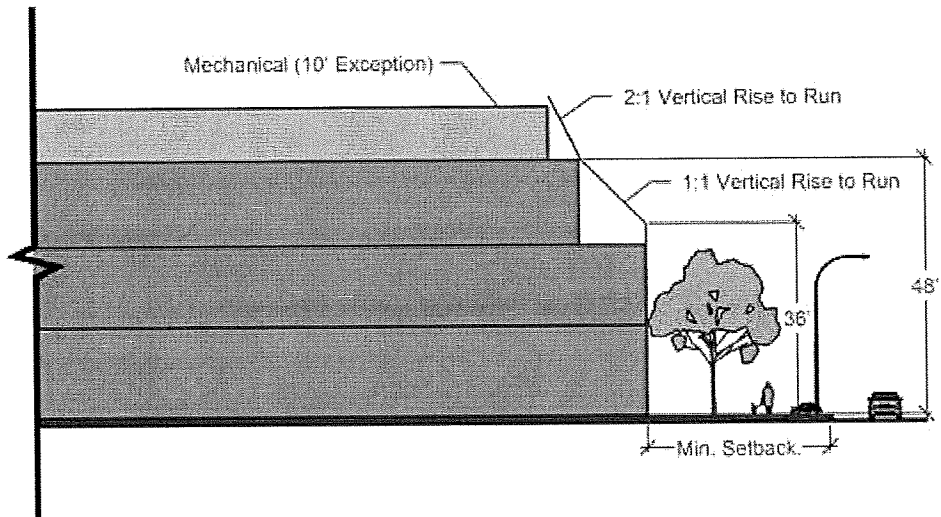 Mechanical (10' Exception)
2:1 Vertical Rise to Run
1:1 Vertical Rise to Run
36'
48'
Min. Setback.